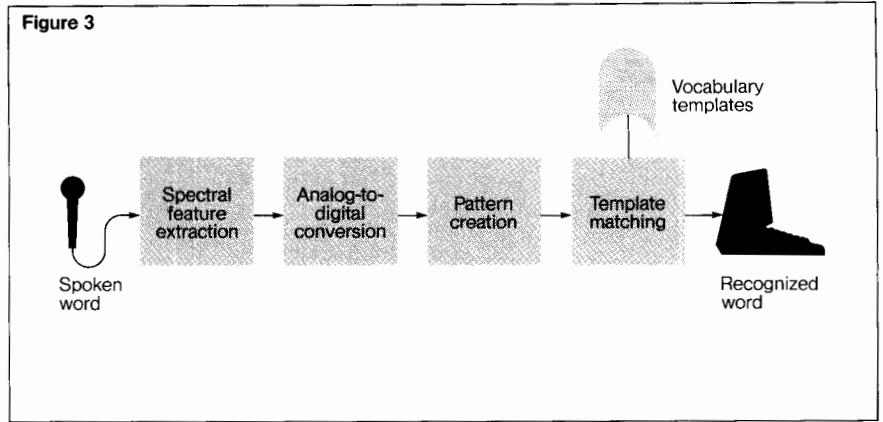 Figure 3
Vocabulary
templates
Spectral
feature
extraction
Analog-to-
digital
conversion
Pattern
creation
Template
matching
Spoken
word
Recognized
word